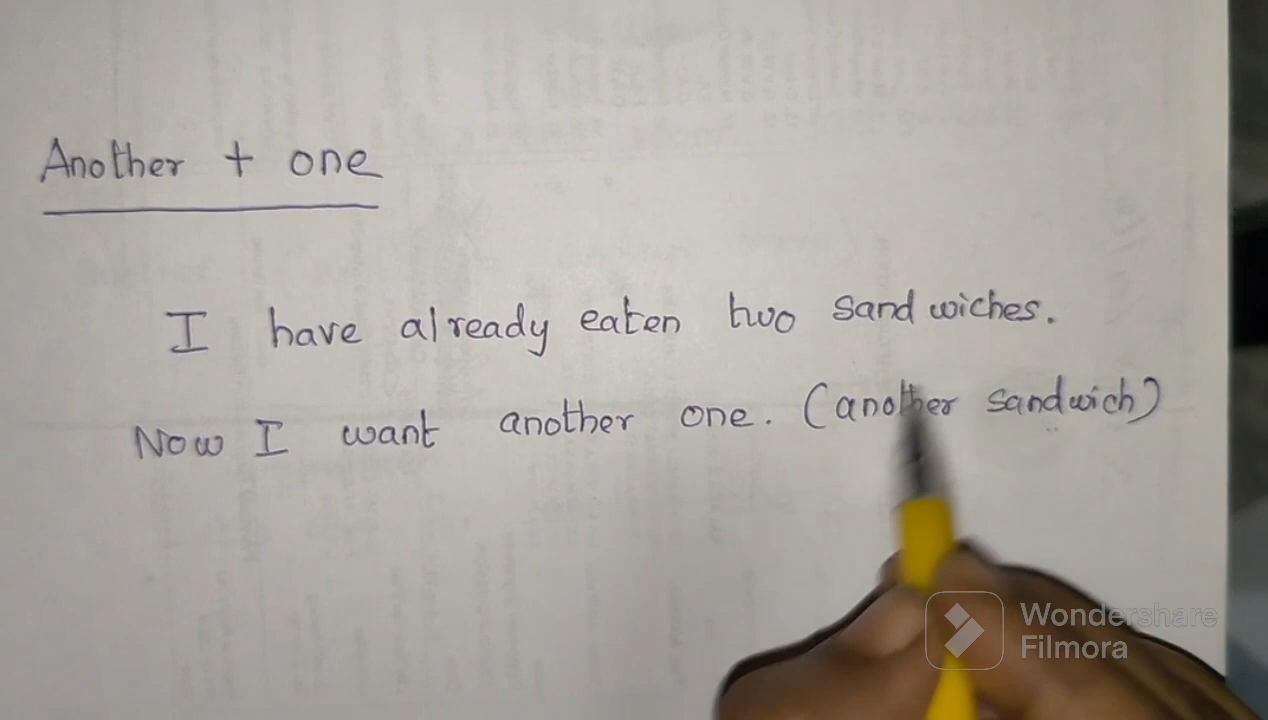 Another + one
I have already eaten two sandwiches.
Now I want another one. (another sandwich)
Wondershare
Filmora